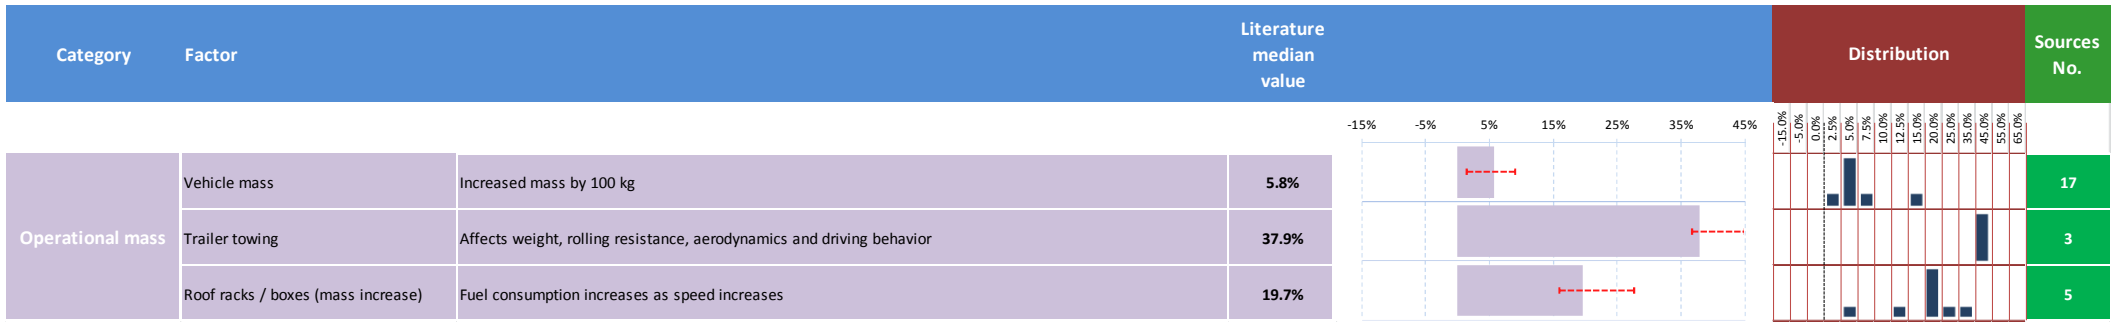 Category Factor Literature median value Distribution Sources No.
-15% -5% 5% 15% 25% 35% 45% -15.0% -5.0% 0.0% 2.5% 5.0% 7.5% 10.0% 12.5% 15.0% 20.0% 25.0% 35.0% 45.0% 55.0% 65.0%
Operational mass
Vehicle mass Increased mass by 100 kg 5.8% 17
Trailer towing Affects weight, rolling resistance, aerodynamics and driving behavior 37.9% 3
Roof racks / boxes (mass increase) Fuel consumption increases as speed increases 19.7% 5